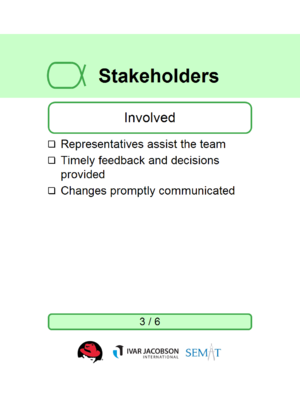 Stakeholders
Involved
❑ Representatives assist the team
❑ Timely feedback and decisions
provided
❑ Changes promptly communicated
3 / 6
IVAR JACOBSON
INTERNATIONAL
SEMAT